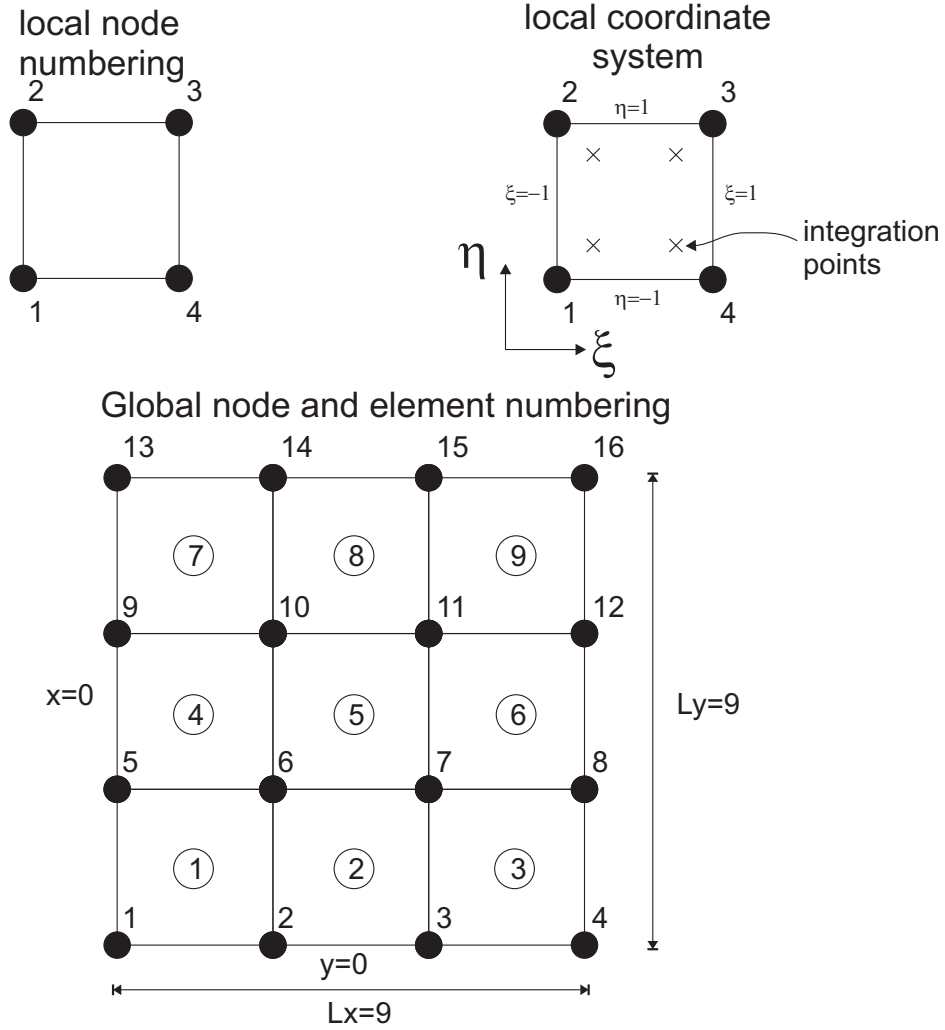 local node
numbering
2
3
1
4
local coordinate
system
2
η=1
3
ξ=−1
ξ=1
integration
points
η
1
η=−1
4
ξ
Global node and element numbering
13
14
15
16
7
8
9
9
10
11
12
x=0
4
5
6
Ly=9
5
6
7
8
1
2
3
1
2
3
4
y=0
Lx=9